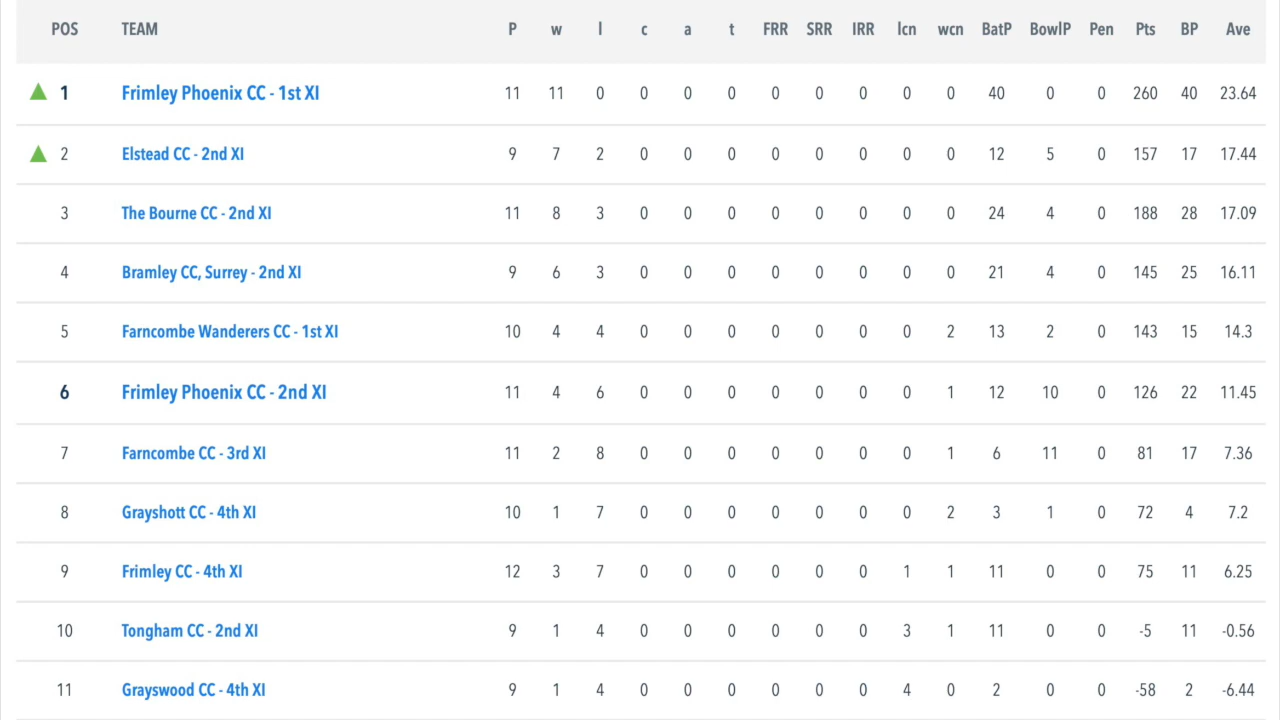 POS TEAM P w l c a t FRR SRR IRR lcn wcn BatP BowlP Pen Pts BP Ave
1 Frimley Phoenix CC - 1st XI 11 11 0 0 0 0 0 0 0 0 0 40 0 0 260 40 23.64
2 Elstead CC - 2nd XI 9 7 2 0 0 0 0 0 0 0 0 12 5 0 157 17 17.44
3 The Bourne CC - 2nd XI 11 8 3 0 0 0 0 0 0 0 0 24 4 0 188 28 17.09
4 Bramley CC, Surrey - 2nd XI 9 6 3 0 0 0 0 0 0 0 0 21 4 0 145 25 16.11
5 Farncombe Wanderers CC - 1st XI 10 4 4 0 0 0 0 0 0 0 2 13 2 0 143 15 14.3
6 Frimley Phoenix CC - 2nd XI 11 4 6 0 0 0 0 0 0 0 1 12 10 0 126 22 11.45
7 Farncombe CC - 3rd XI 11 2 8 0 0 0 0 0 0 0 1 6 11 0 81 17 7.36
8 Grayshott CC - 4th XI 10 1 7 0 0 0 0 0 0 0 2 3 1 0 72 4 7.2
9 Frimley CC - 4th XI 12 3 7 0 0 0 0 0 0 1 1 11 0 0 75 11 6.25
10 Tongham CC - 2nd XI 9 1 4 0 0 0 0 0 0 3 1 11 0 0 -5 11 -0.56
11 Grayswood CC - 4th XI 9 1 4 0 0 0 0 0 0 4 0 2 0 0 -58 2 -6.44